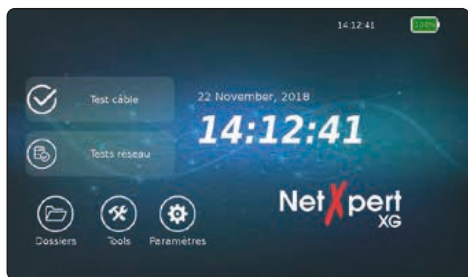 14:12:41 100%
Test câble
22 November, 2018
14:12:41
Tests réseau
NetXpert
XG
Dossiers Tools Paramètres